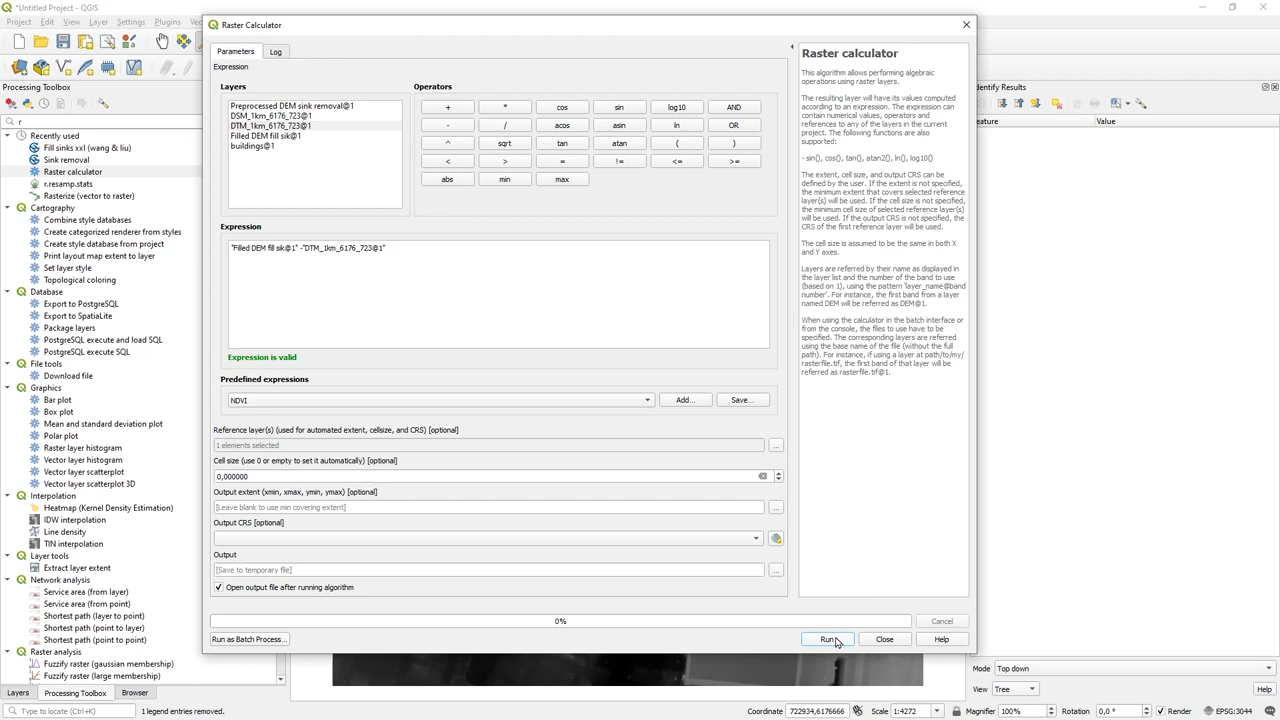 *Untitled Project — QGIS
Project Edit View Layer Settings Plugins
Processing Toolbox
r
Recently used
Fill sinks xxl (wang & liu)
Sink removal
Raster calculator
r.resamp.stats
Rasterize (vector to raster)
Cartography
Combine style databases
Create categorized renderer from styles
Create style database from project
Print layout map extent to layer
Set layer style
Topological coloring
Database
Export to PostgreSQL
Export to SpatiaLite
Package layers
PostgreSQL execute and load SQL
PostgreSQL execute SQL
File tools
Download file
Graphics
Bar plot
Box plot
Mean and standard deviation plot
Polar plot
Raster layer histogram
Vector layer histogram
Vector layer scatterplot
Vector layer scatterplot 3D
Interpolation
Heatmap (Kernel Density Estimation)
IDW interpolation
Line density
TIN interpolation
Layer tools
Extract layer extent
Network analysis
Service area (from layer)
Service area (from point)
Shortest path (layer to point)
Shortest path (point to layer)
Shortest path (point to point)
Raster analysis
Fuzzify raster (gaussian membership)
Fuzzify raster (large membership)
Layers Processing Toolbox Browser
Raster Calculator
Parameters Log
Expression
Layers
Preprocessed DEM sink removal@1
DSM_1km_6176_723@1
DTM_1km_6176_723@1
Filled DEM fill sik@1
buildings@1
Operators
+ * cos sin log10 AND
- / acos asin ln OR
^ sqrt tan atan ( )
< > = != <= >=
abs min max
Expression
"Filled DEM fill sik@1" -"DTM_1km_6176_723@1"
Expression is valid
Predefined expressions
NDVI Add... Save...
Reference layer(s) (used for automated extent, cellsize, and CRS) [optional]
1 elements selected ...
Cell size (use 0 or empty to set it automatically) [optional]
0,000000
Output extent (xmin, xmax, ymin, ymax) [optional]
[Leave blank to use min covering extent] ...
Output CRS [optional]
Output
[Save to temporary file] ...
Open output file after running algorithm
0% Cancel
Run as Batch Process... Run Close Help
Raster calculator
This algorithm allows performing algebraic
operations using raster layers.
The resulting layer will have its values computed
according to an expression. The expression can
contain numerical values, operators and
references to any of the layers in the current
project. The following functions are also
supported:
- sin(), cos(), tan(), atan2(), ln(), log10()
The extent, cell size, and output CRS can be
defined by the user. If the extent is not specified,
the minimum extent that covers selected reference
layer(s) will be used. If the cell size is not specified,
the minimum cell size of selected reference layer(s)
will be used. If the output CRS is not specified, the
CRS of the first reference layer will be used.
The cell size is assumed to be the same in both X
and Y axes.
Layers are referred by their name as displayed in
the layer list and the number of the band to use
(based on 1), using the pattern 'layer_name@band
number'. For instance, the first band from a layer
named DEM will be referred as DEM@1.
When using the calculator in the batch interface or
from the console, the files to use have to be
specified. The corresponding layers are referred
using the base name of the file (without the full
path). For instance, if using a layer at path/to/my/
rasterfile.tif, the first band of that layer will be
referred as rasterfile.tif@1.
dentify Results
eature Value
Mode Top down
View Tree Help
Type to locate (Ctrl+K) 1 legend entries removed. Coordinate 722934,6176666 Scale 1:4272 Magnifier 100% Rotation 0,0 ° Render EPSG:3044